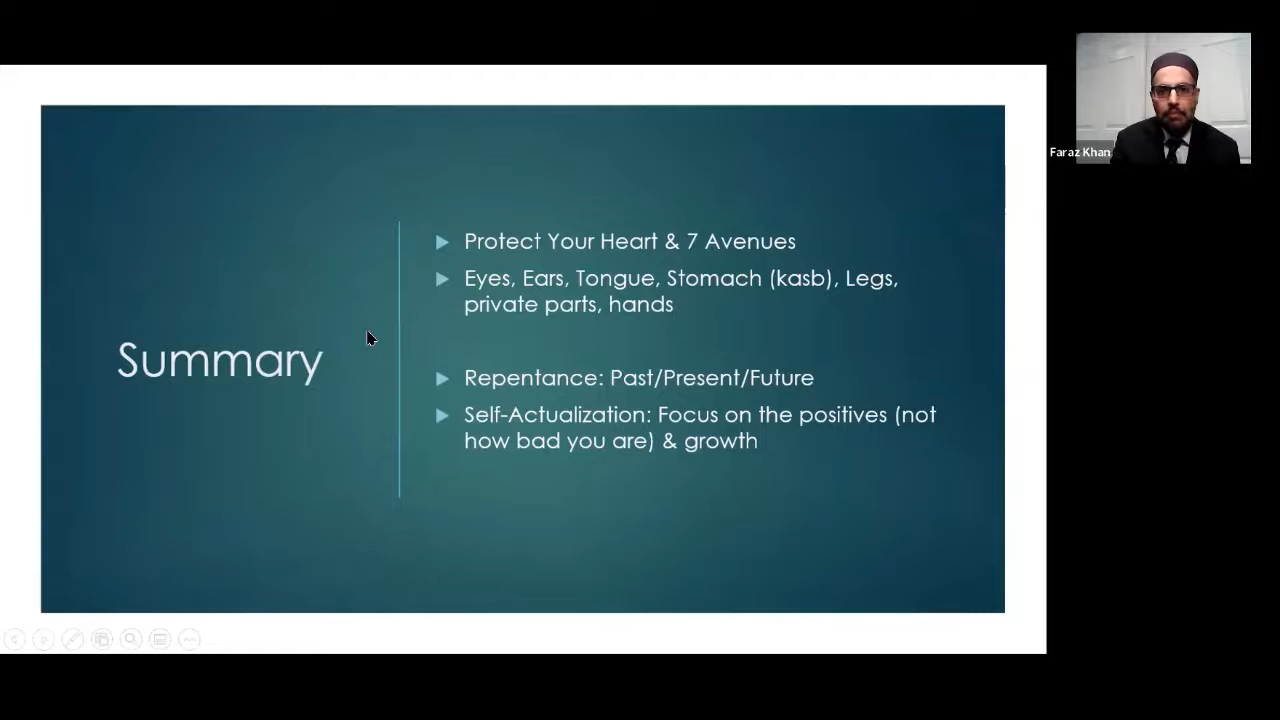 Summary
Protect Your Heart & 7 Avenues
Eyes, Ears, Tongue, Stomach (kasb), Legs,
private parts, hands
Repentance: Past/Present/Future
Self-Actualization: Focus on the positives (not
how bad you are) & growth
Faraz Khan